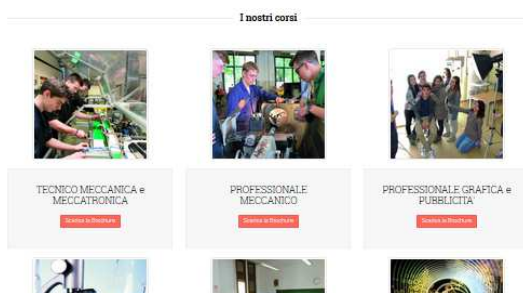 I nostri corsi
TECNICO MECCANICA e
MECCATRONICA
PROFESSIONALE
MECCANICO
PROFESSIONALE GRAFICA e
PUBBLICITA'
Scarica la Brochure
Scarica la Brochure
Scarica la Brochure